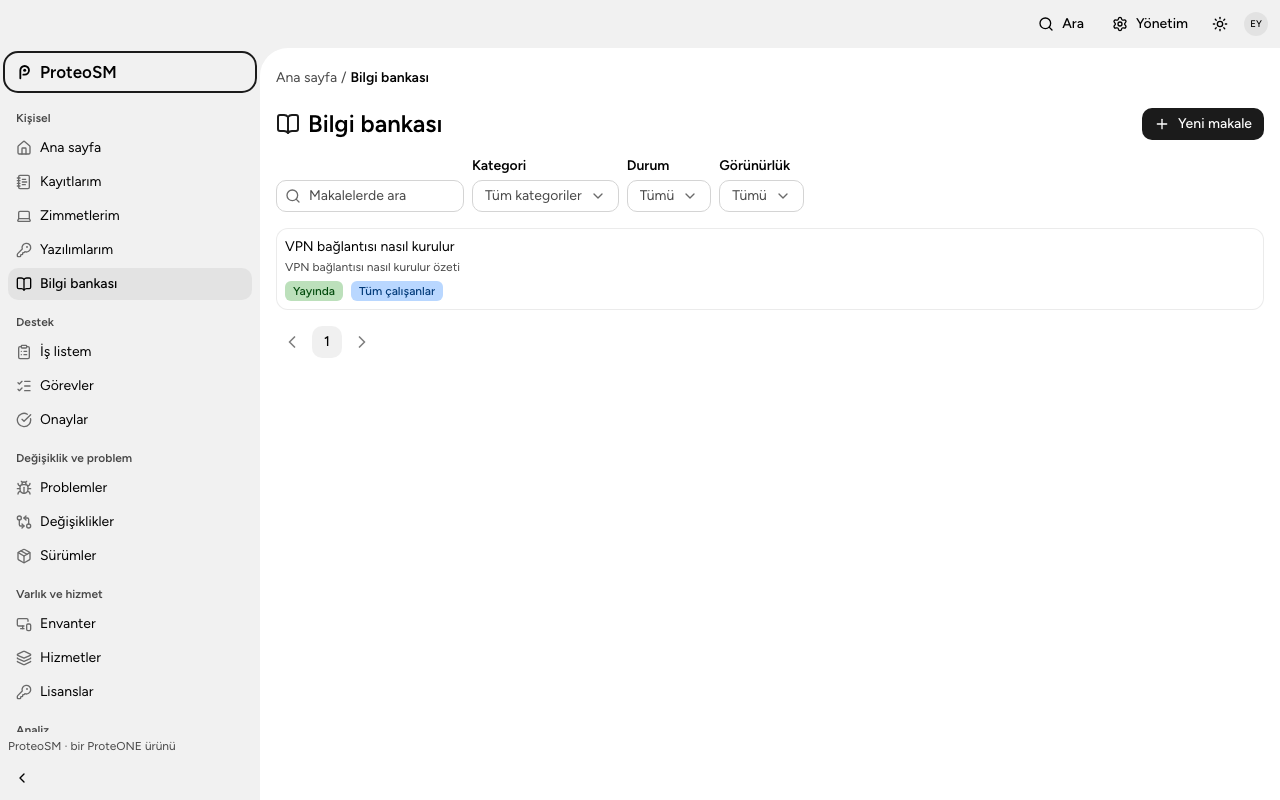 Ara
Yönetim
EY
ProteoSM
Kişisel
Ana sayfa
Kayıtlarım
Zimmetlerim
Yazılımlarım
Bilgi bankası
Destek
İş listem
Görevler
Onaylar
Değişiklik ve problem
Problemler
Değişiklikler
Sürümler
Varlık ve hizmet
Envanter
Hizmetler
Lisanslar
Analiz
ProteoSM · bir ProteONE ürünü
Ana sayfa / Bilgi bankası
Bilgi bankası
Yeni makale
Makalelerde ara
Kategori
Tüm kategoriler
Durum
Tümü
Görünürlük
Tümü
VPN bağlantısı nasıl kurulur
VPN bağlantısı nasıl kurulur özeti
Yayında
Tüm çalışanlar
1